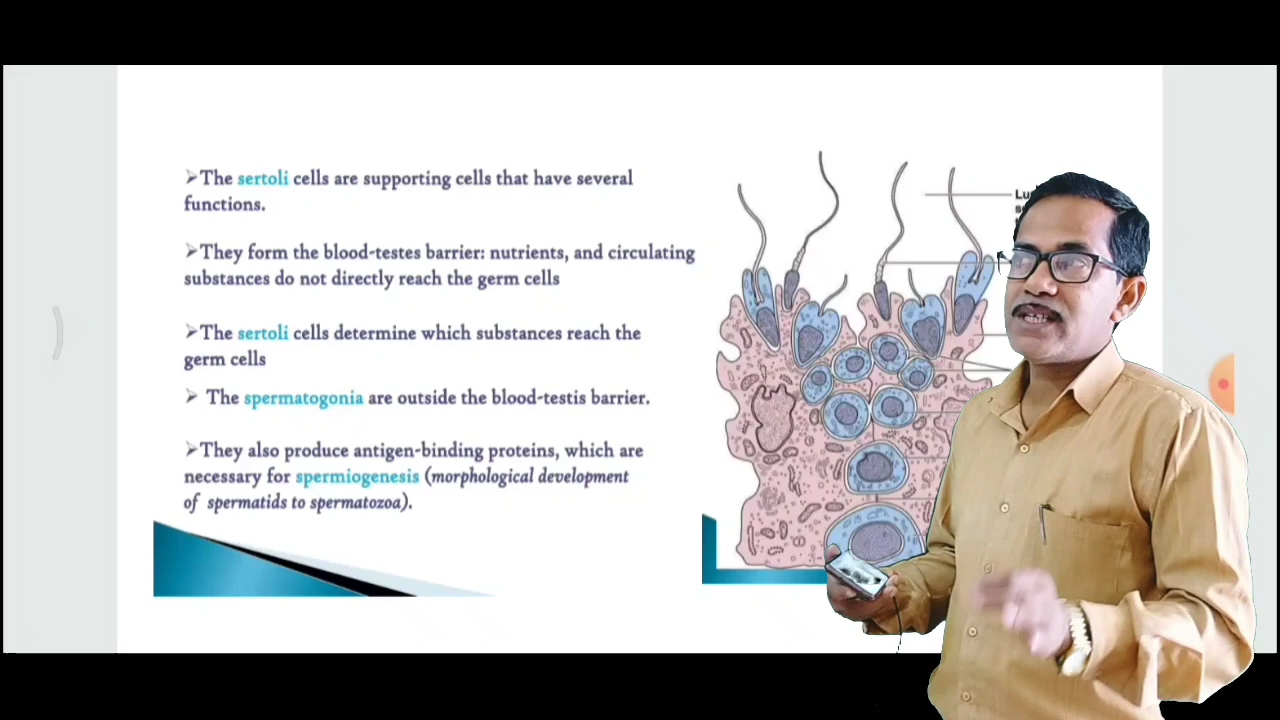 ➢The sertoli cells are supporting cells that have several
functions.
➢They form the blood-testes barrier: nutrients, and circulating
substances do not directly reach the germ cells
➢The sertoli cells determine which substances reach the
germ cells
➢ The spermatogonia are outside the blood-testis barrier.
➢They also produce antigen-binding proteins, which are
necessary for spermiogenesis (morphological development
of spermatids to spermatozoa).